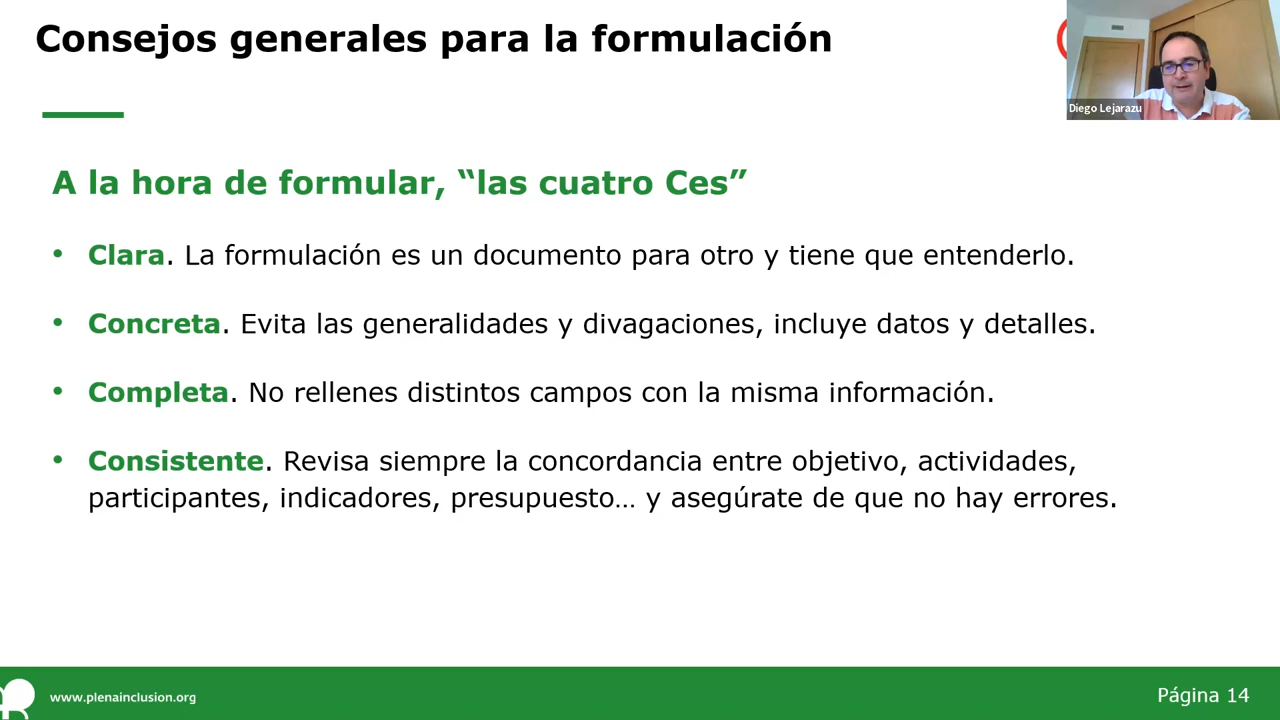 Consejos generales para la formulación
Diego Lejarazu
A la hora de formular, “las cuatro Ces”
• Clara. La formulación es un documento para otro y tiene que entenderlo.
• Concreta. Evita las generalidades y divagaciones, incluye datos y detalles.
• Completa. No rellenes distintos campos con la misma información.
• Consistente. Revisa siempre la concordancia entre objetivo, actividades,
participantes, indicadores, presupuesto… y asegúrate de que no hay errores.
www.plenainclusion.org
Página 14